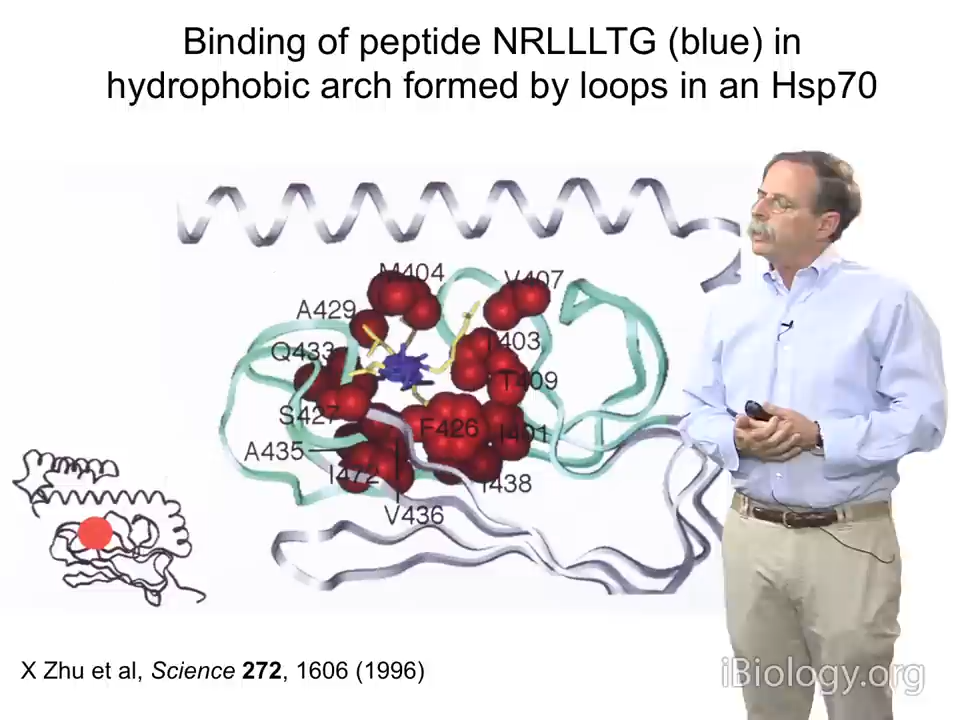 Binding of peptide NRLLLTG (blue) in
hydrophobic arch formed by loops in an Hsp70
M404
V407
A429
I403
Q433
T409
S427
F426
I401
A435
I472
I438
V436
X Zhu et al, Science 272, 1606 (1996)
iBiology.org